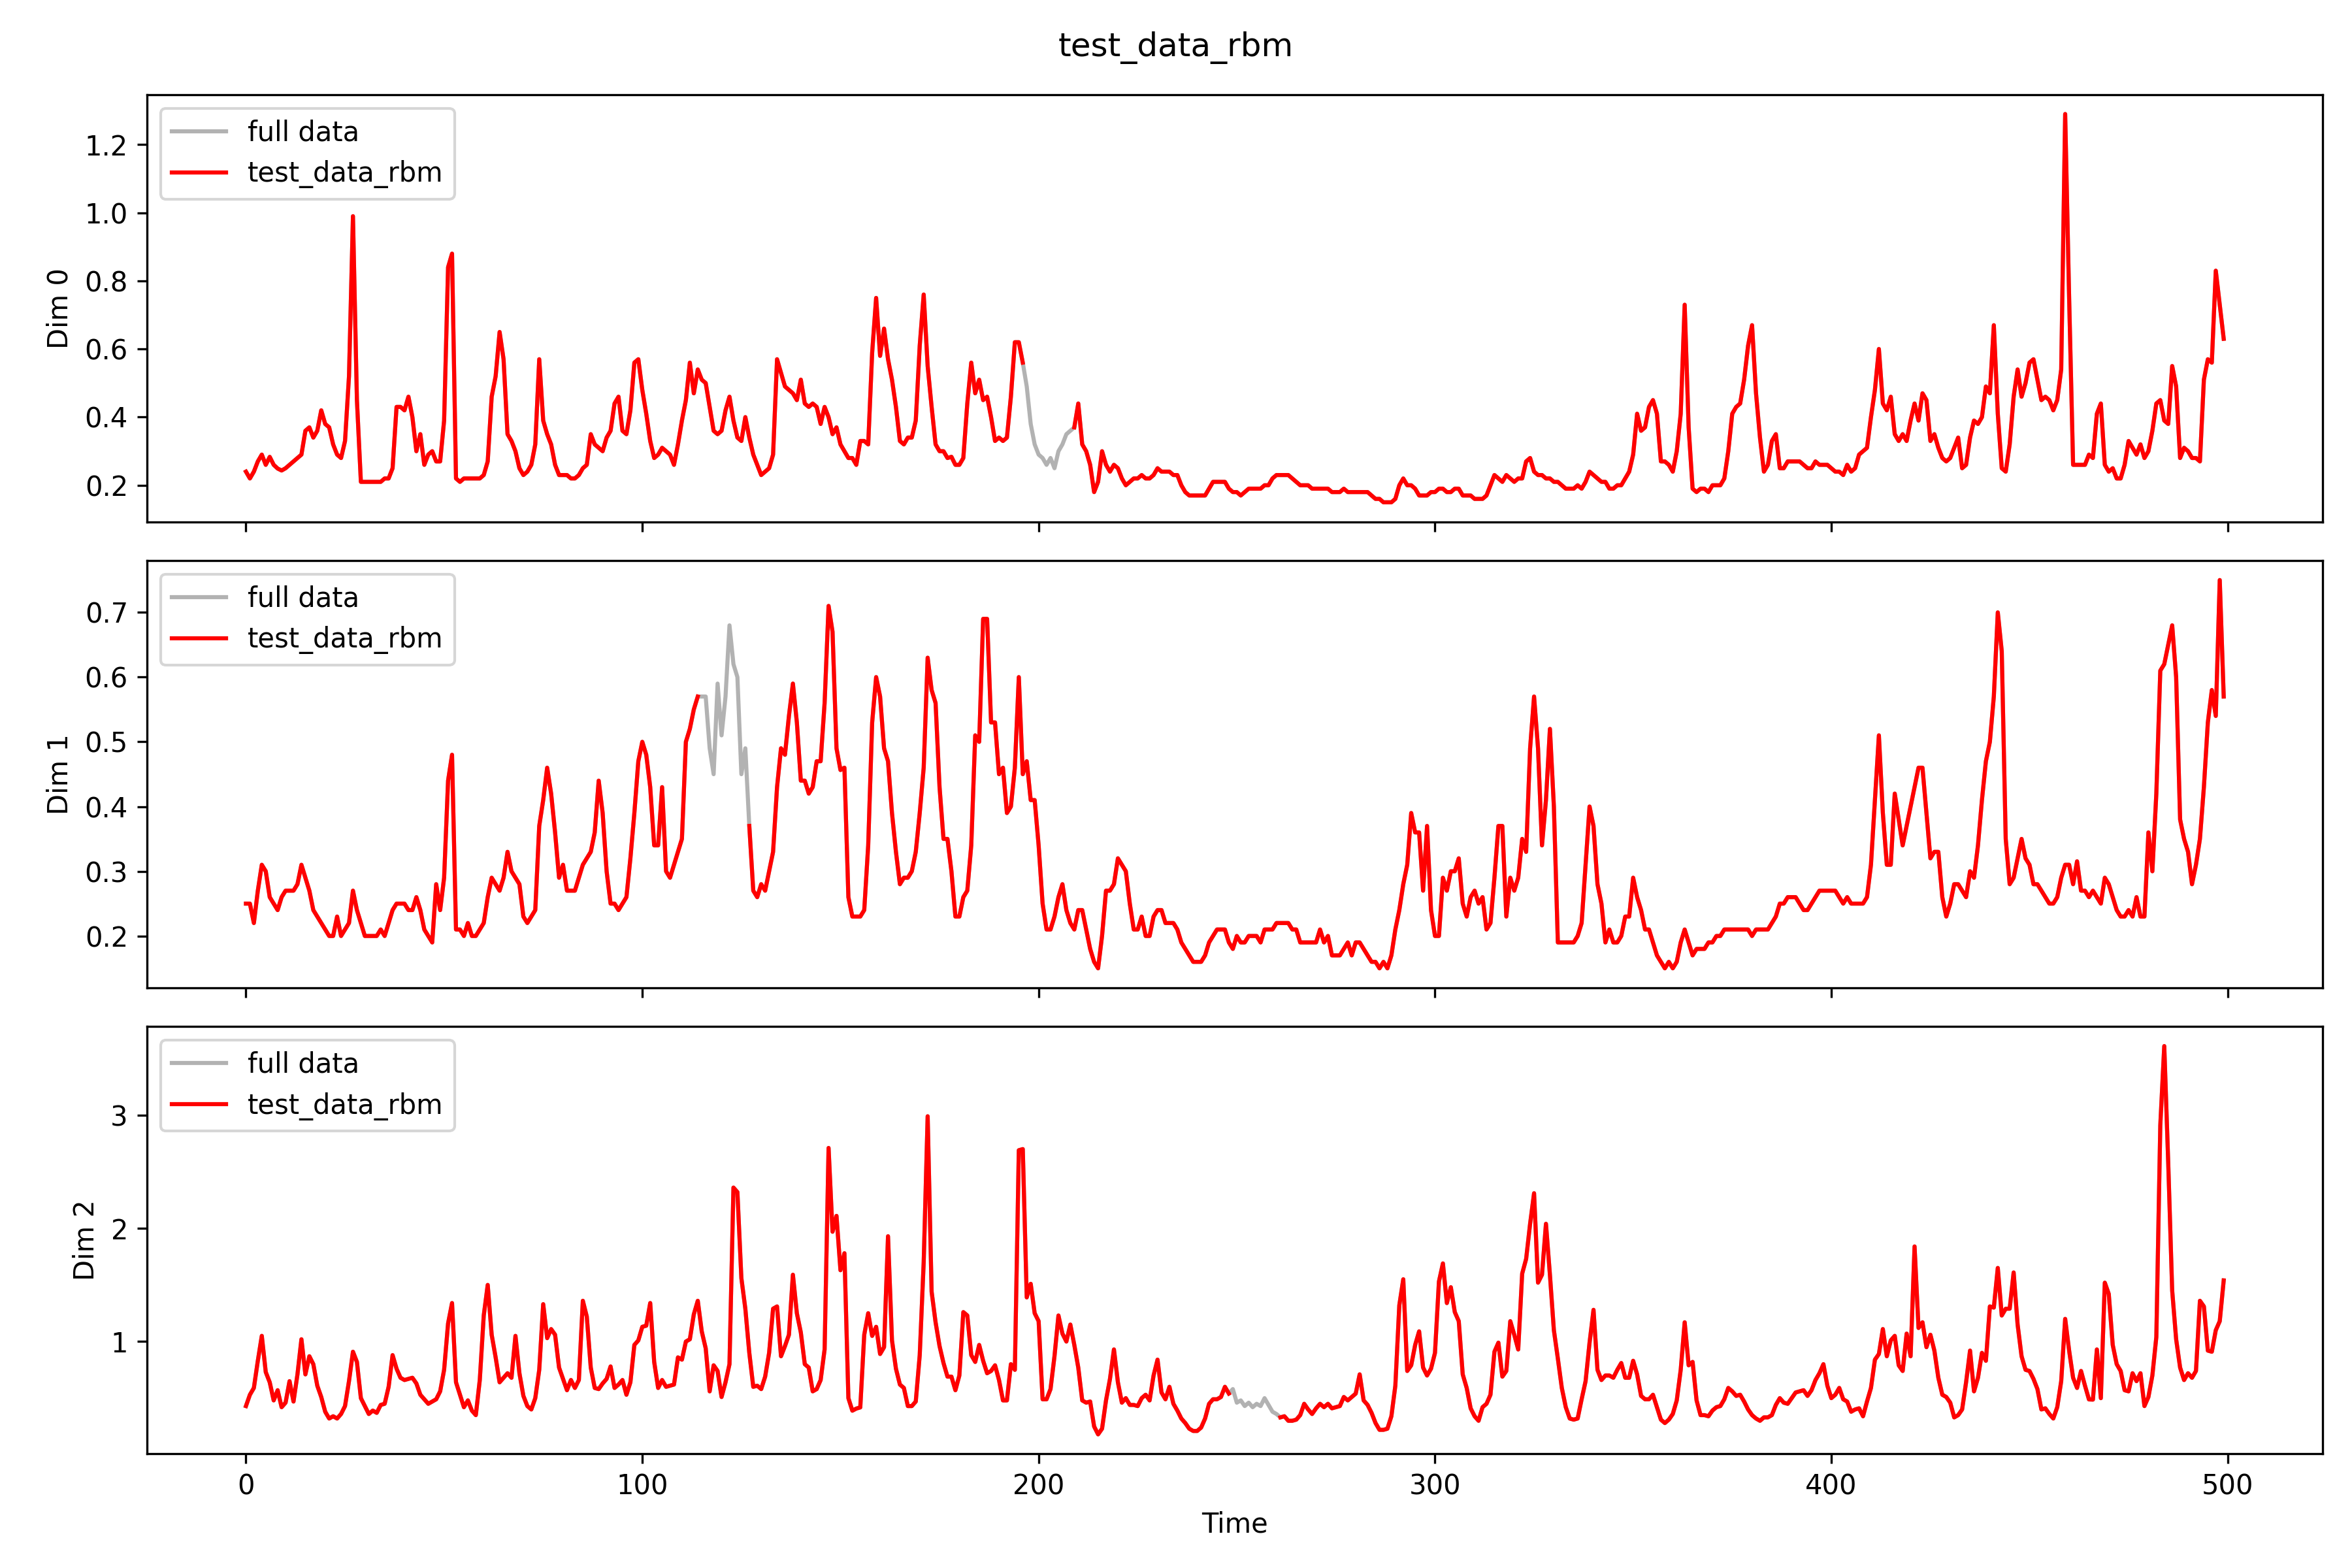 test_data_rbm
full data
test_data_rbm
1.2
1.0
0.8
0.6
0.4
0.2
Dim 0
full data
test_data_rbm
0.7
0.6
0.5
0.4
0.3
0.2
Dim 1
full data
test_data_rbm
3
2
1
Dim 2
0 100 200 300 400 500
Time